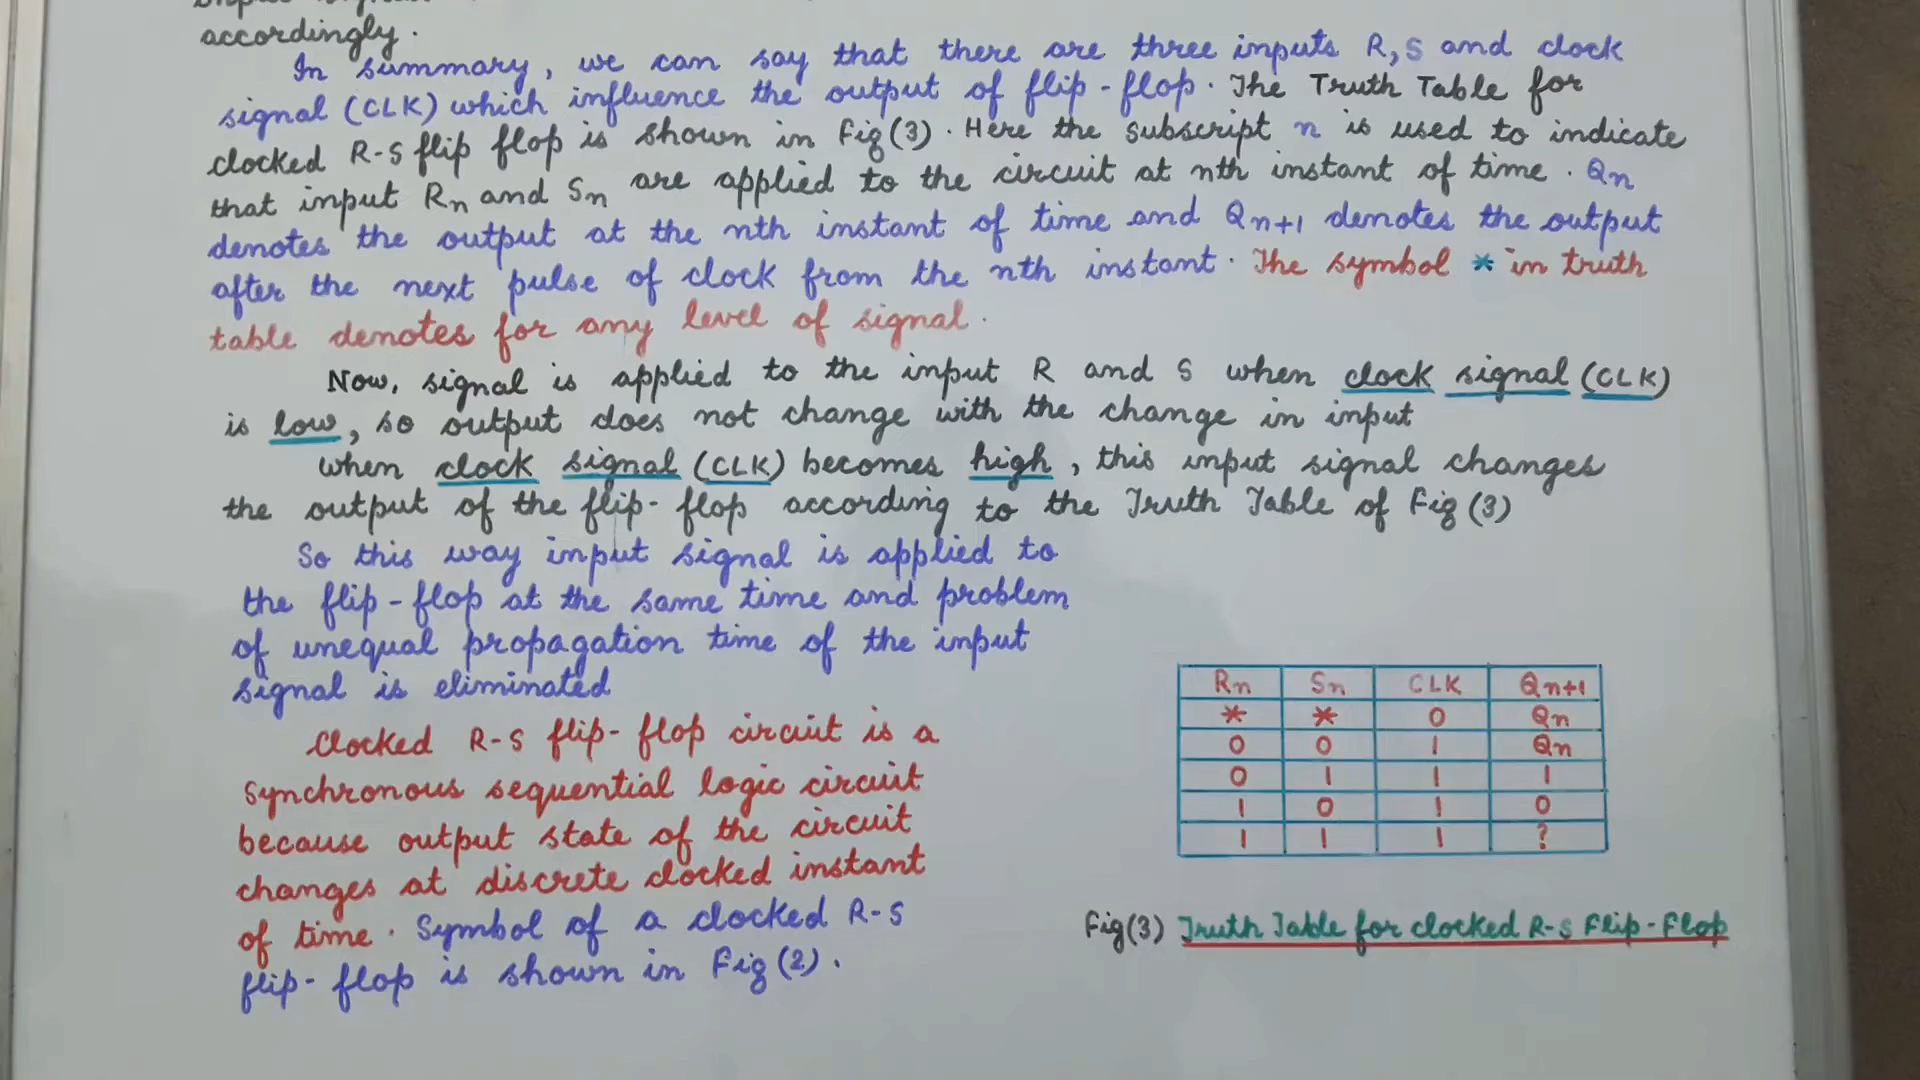 accordingly.
In summary, we can say that there are three inputs R, S and clock
signal (CLK) which influence the output of flip-flop. The Truth Table for
clocked R-S flip flop is shown in Fig (3). Here the subscript n is used to indicate
that input Rn and Sn are applied to the circuit at nth instant of time. Qn
denotes the output at the nth instant of time and Qn+1 denotes the output
after the next pulse of clock from the nth instant. The symbol * in truth
table denotes for any level of signal.
Now, signal is applied to the input R and S when clock signal (CLK)
is low, so output does not change with the change in input
when clock signal (CLK) becomes high, this input signal changes
the output of the flip-flop according to the Truth Table of Fig (3)
So this way input signal is applied to
the flip-flop at the same time and problem
of unequal propagation time of the input
signal is eliminated
Clocked R-S flip-flop circuit is a
synchronous sequential logic circuit
because output state of the circuit
changes at discrete clocked instant
of time. Symbol of a clocked R-S
flip-flop is shown in Fig (2).
Rn Sn CLK Qn+1
* * 0 Qn
0 0 1 Qn
0 1 1 1
1 0 1 0
1 1 1 ?
Fig (3) Truth Table for clocked R-S Flip-Flop